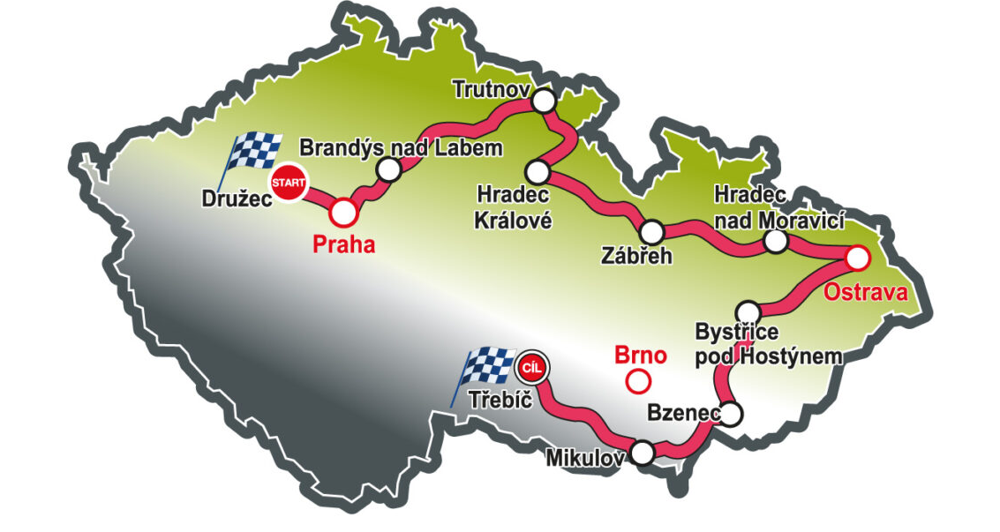 Trutnov
Brandýs nad Labem
START
Družec
Praha
Hradec
Králové
Hradec
nad Moravicí
Zábřeh
Ostrava
Bystřice
pod Hostýnem
Brno
CÍL
Třebíč
Bzenec
Mikulov